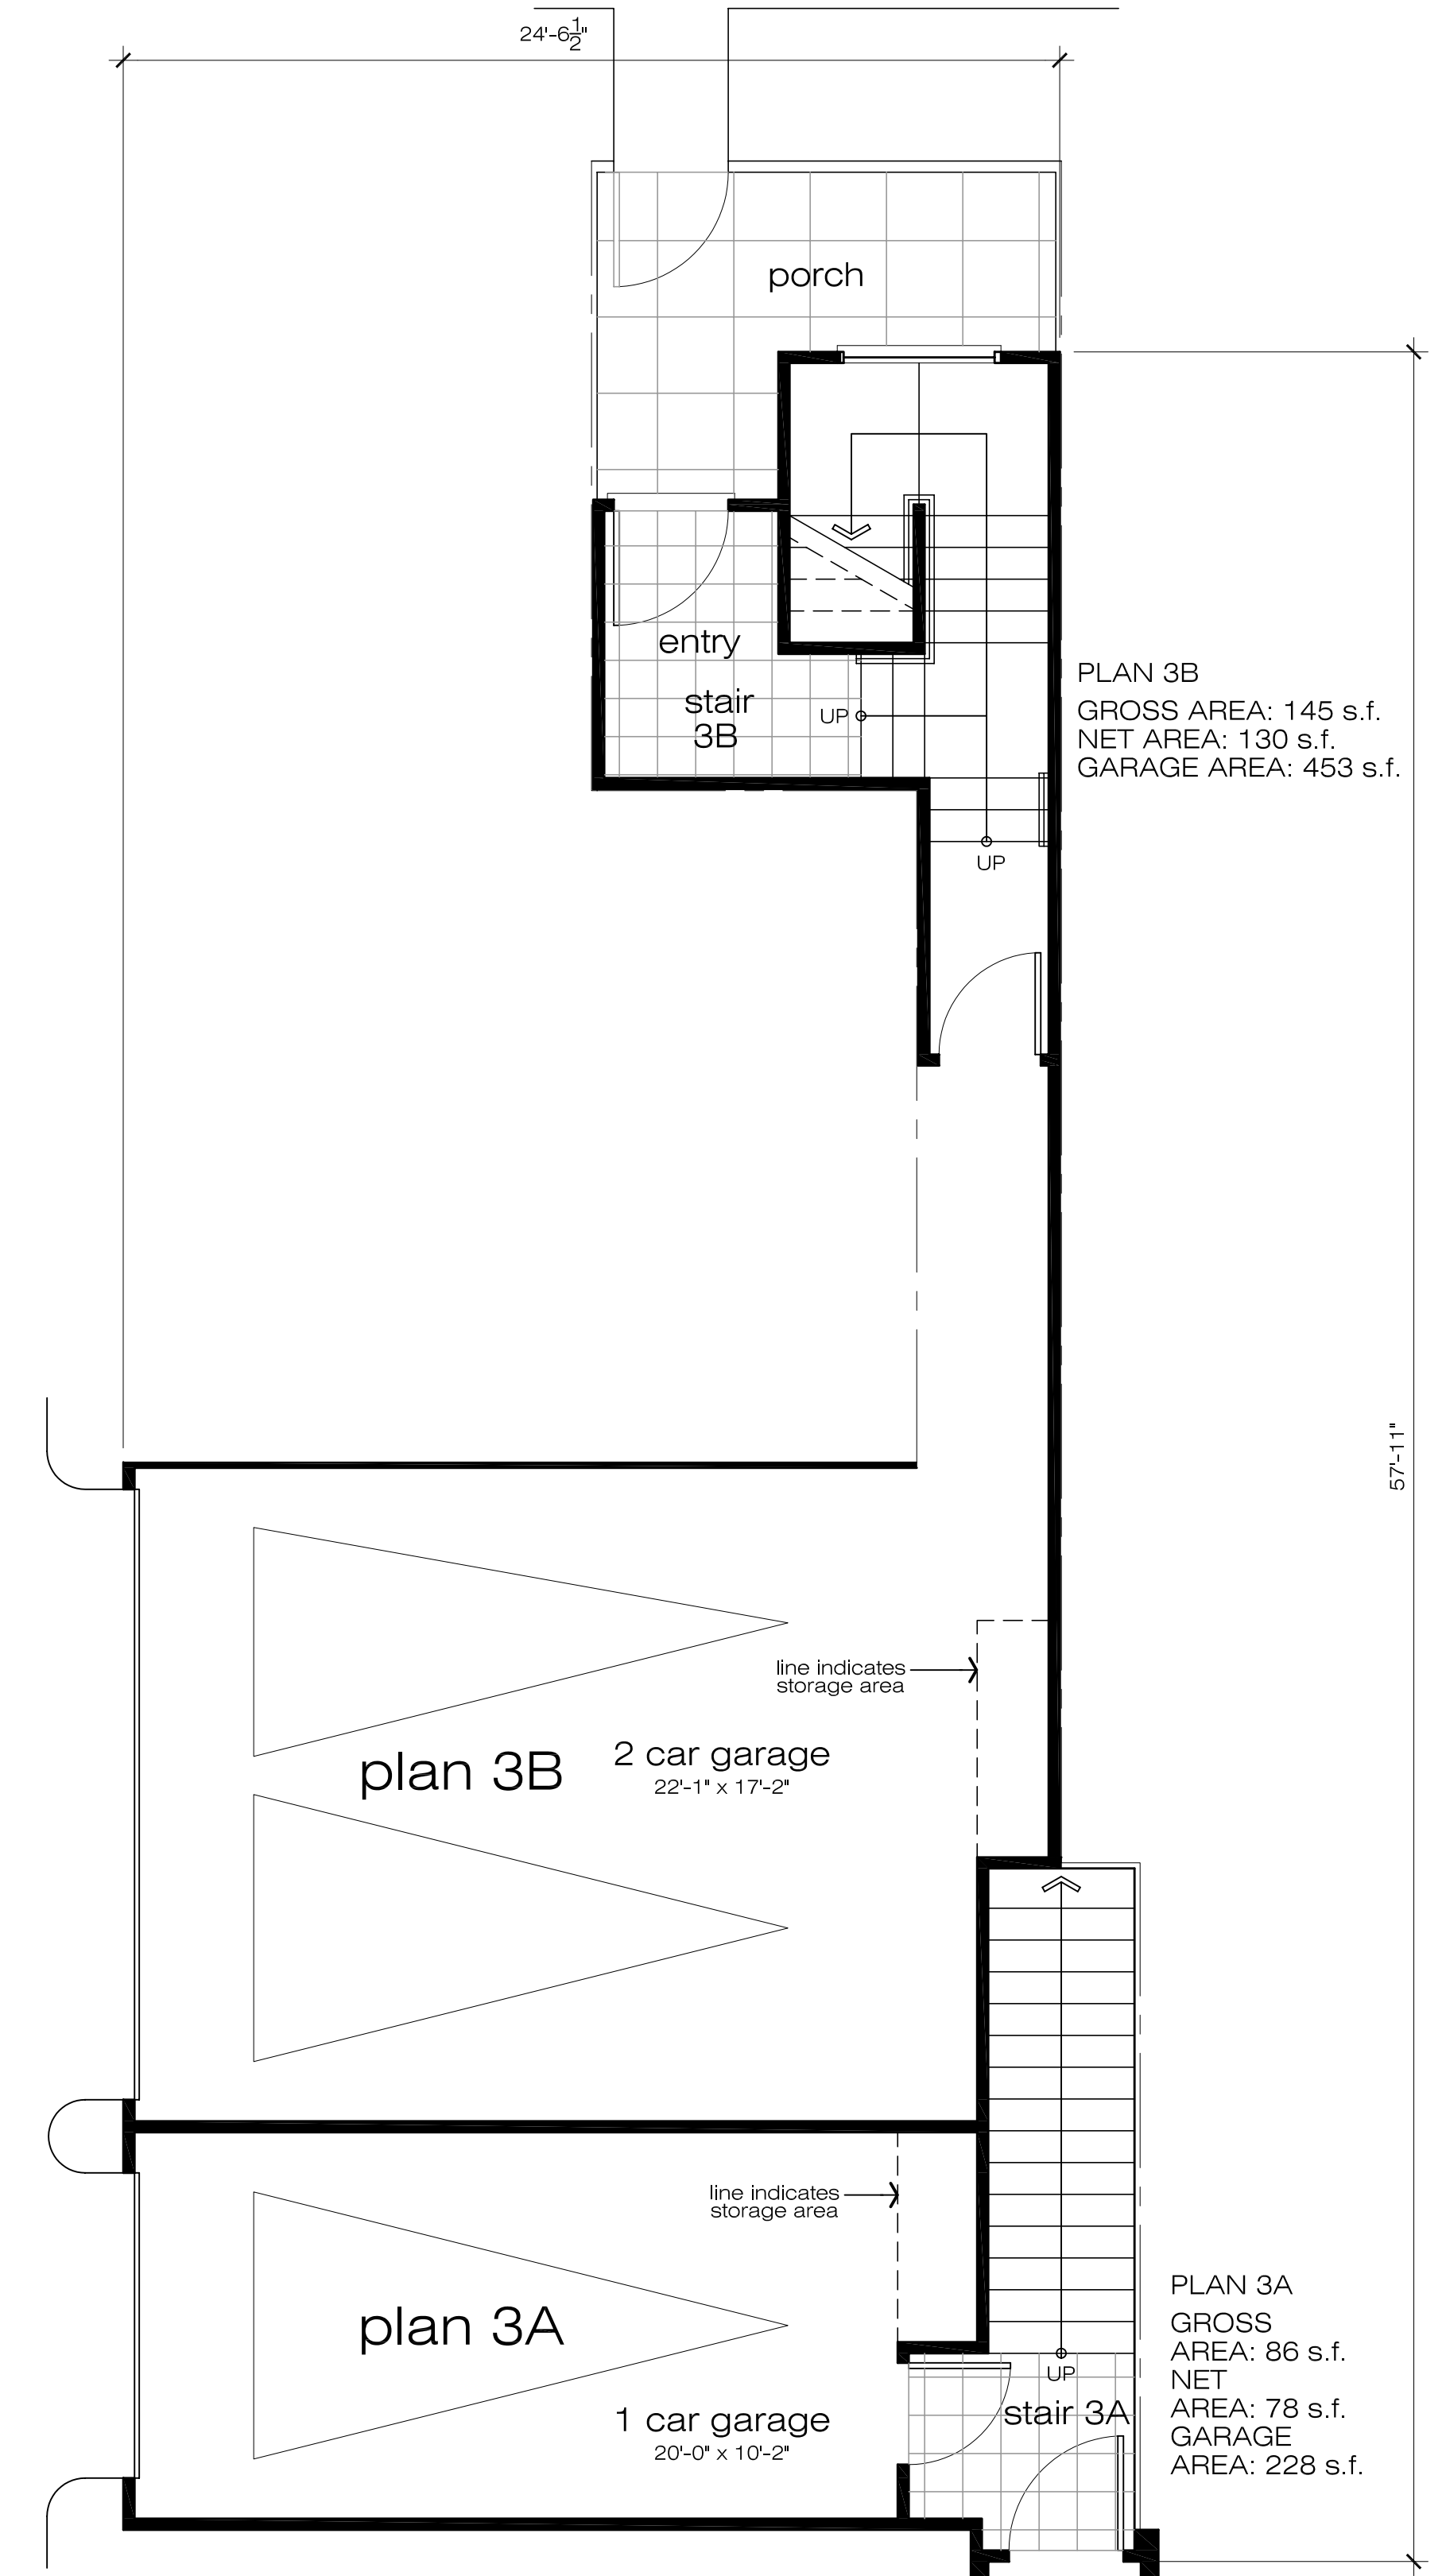 24'-6½"
porch
entry
stair
3B
UP
PLAN 3B
GROSS AREA: 145 s.f.
NET AREA: 130 s.f.
GARAGE AREA: 453 s.f.
UP
57'-11"
line indicates
storage area
plan 3B
2 car garage
22'-1" x 17'-2"
line indicates
storage area
plan 3A
PLAN 3A
GROSS
AREA: 86 s.f.
NET
AREA: 78 s.f.
GARAGE
AREA: 228 s.f.
UP
stair 3A
1 car garage
20'-0" x 10'-2"